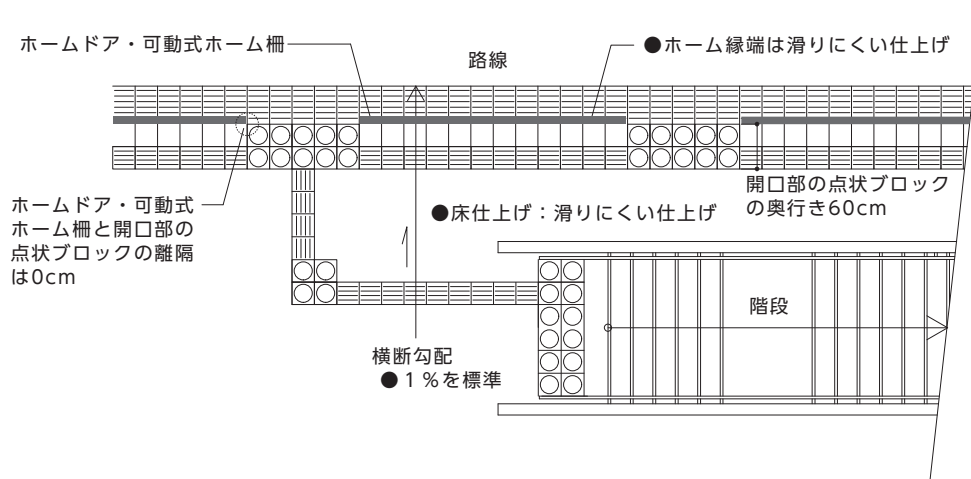 ホームドア・可動式ホーム柵
路線
●ホーム縁端は滑りにくい仕上げ
ホームドア・可動式
ホーム柵と開口部の
点状ブロックの離隔
は0cm
●床仕上げ：滑りにくい仕上げ
開口部の点状ブロック
の奥行き60cm
階段
横断勾配
●１％を標準